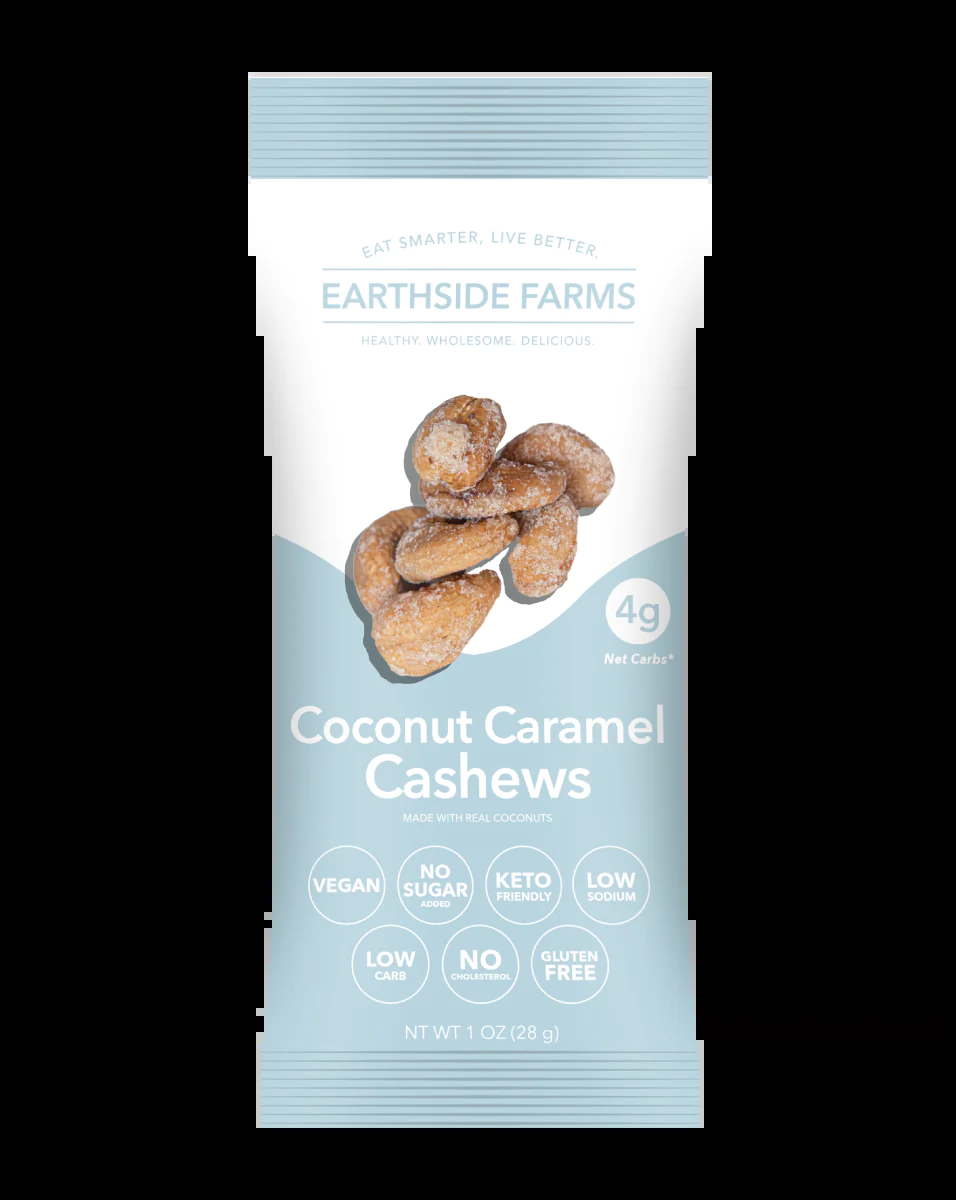 EAT SMARTER, LIVE BETTER.
EARTHSIDE FARMS
HEALTHY. WHOLESOME. DELICIOUS.
4g
Net Carbs*
Coconut Caramel
Cashews
MADE WITH REAL COCONUTS
VEGAN
NO
SUGAR
ADDED
KETO
FRIENDLY
LOW
SODIUM
LOW
CARB
NO
CHOLESTEROL
GLUTEN
FREE
NT WT 1 OZ (28 g)